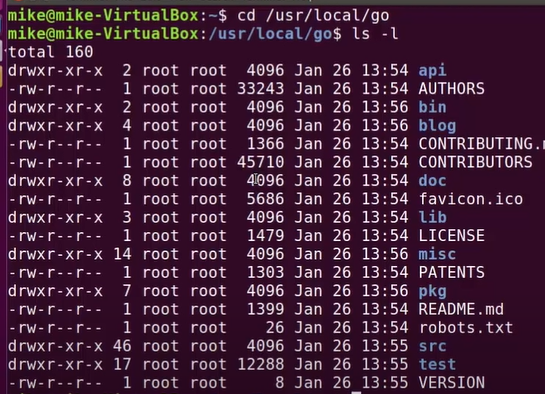 mike@mike-VirtualBox:~$ cd /usr/local/go
mike@mike-VirtualBox:/usr/local/go$ ls -l
total 160
drwxr-xr-x 2 root root 4096 Jan 26 13:54 api
-rw-r--r-- 1 root root 33243 Jan 26 13:54 AUTHORS
drwxr-xr-x 2 root root 4096 Jan 26 13:56 bin
drwxr-xr-x 4 root root 4096 Jan 26 13:56 blog
-rw-r--r-- 1 root root 1366 Jan 26 13:54 CONTRIBUTING.
-rw-r--r-- 1 root root 45710 Jan 26 13:54 CONTRIBUTORS
drwxr-xr-x 8 root root 4096 Jan 26 13:54 doc
-rw-r--r-- 1 root root 5686 Jan 26 13:54 favicon.ico
drwxr-xr-x 3 root root 4096 Jan 26 13:54 lib
-rw-r--r-- 1 root root 1479 Jan 26 13:54 LICENSE
drwxr-xr-x 14 root root 4096 Jan 26 13:56 misc
-rw-r--r-- 1 root root 1303 Jan 26 13:54 PATENTS
drwxr-xr-x 7 root root 4096 Jan 26 13:56 pkg
-rw-r--r-- 1 root root 1399 Jan 26 13:54 README.md
-rw-r--r-- 1 root root 26 Jan 26 13:54 robots.txt
drwxr-xr-x 46 root root 4096 Jan 26 13:55 src
drwxr-xr-x 17 root root 12288 Jan 26 13:55 test
-rw-r--r-- 1 root root 8 Jan 26 13:55 VERSION